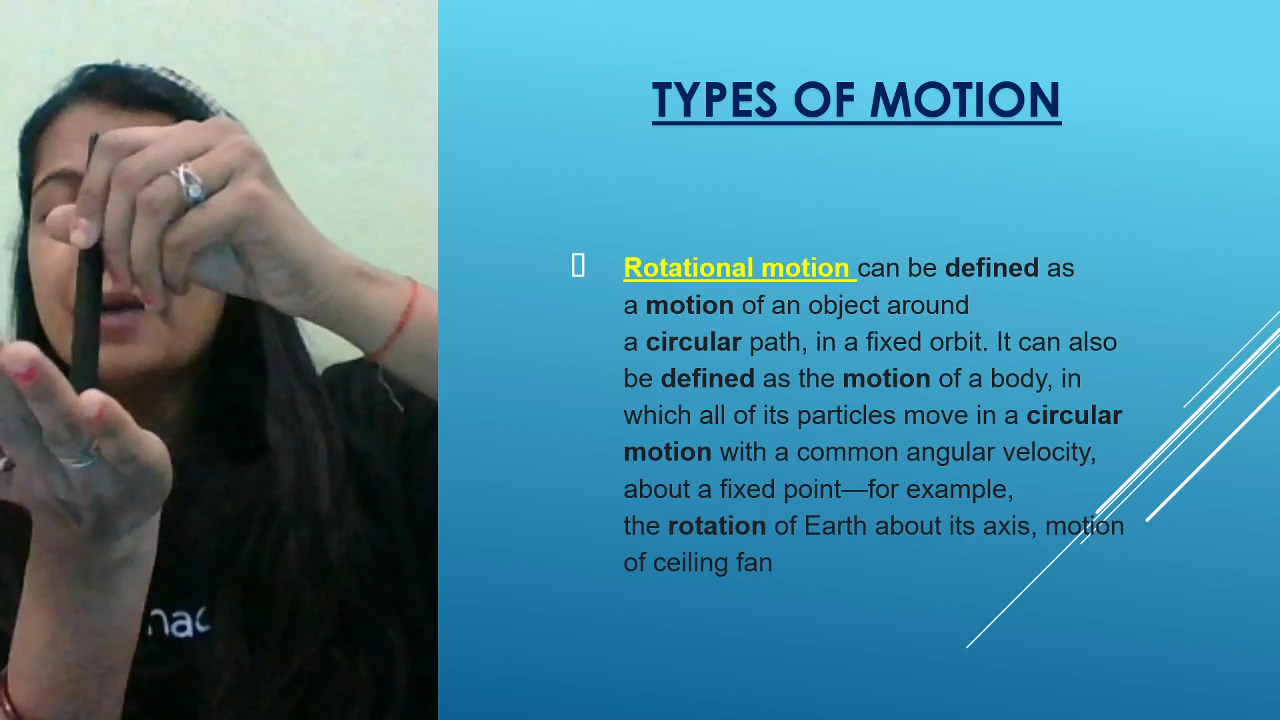 TYPES OF MOTION
Rotational motion can be defined as
a motion of an object around
a circular path, in a fixed orbit. It can also
be defined as the motion of a body, in
which all of its particles move in a circular
motion with a common angular velocity,
about a fixed point—for example,
the rotation of Earth about its axis, motion
of ceiling fan